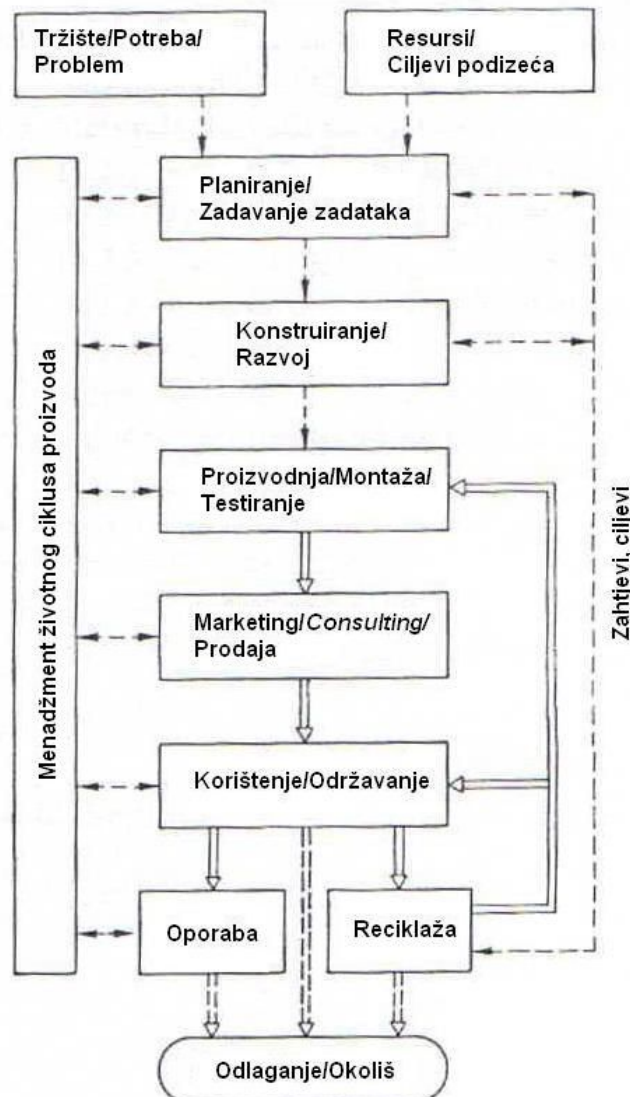 Tržište/Potreba/
Problem
Resursi/
Ciljevi podizeća
Planiranje/
Zadavanje zadataka
Konstruiranje/
Razvoj
Proizvodnja/Montaža/
Testiranje
Marketing/Consulting/
Prodaja
Korištenje/Održavanje
Oporaba
Reciklaža
Odlaganje/Okoliš
Menadžment životnog ciklusa proizvoda
Zahtjevi, ciljevi